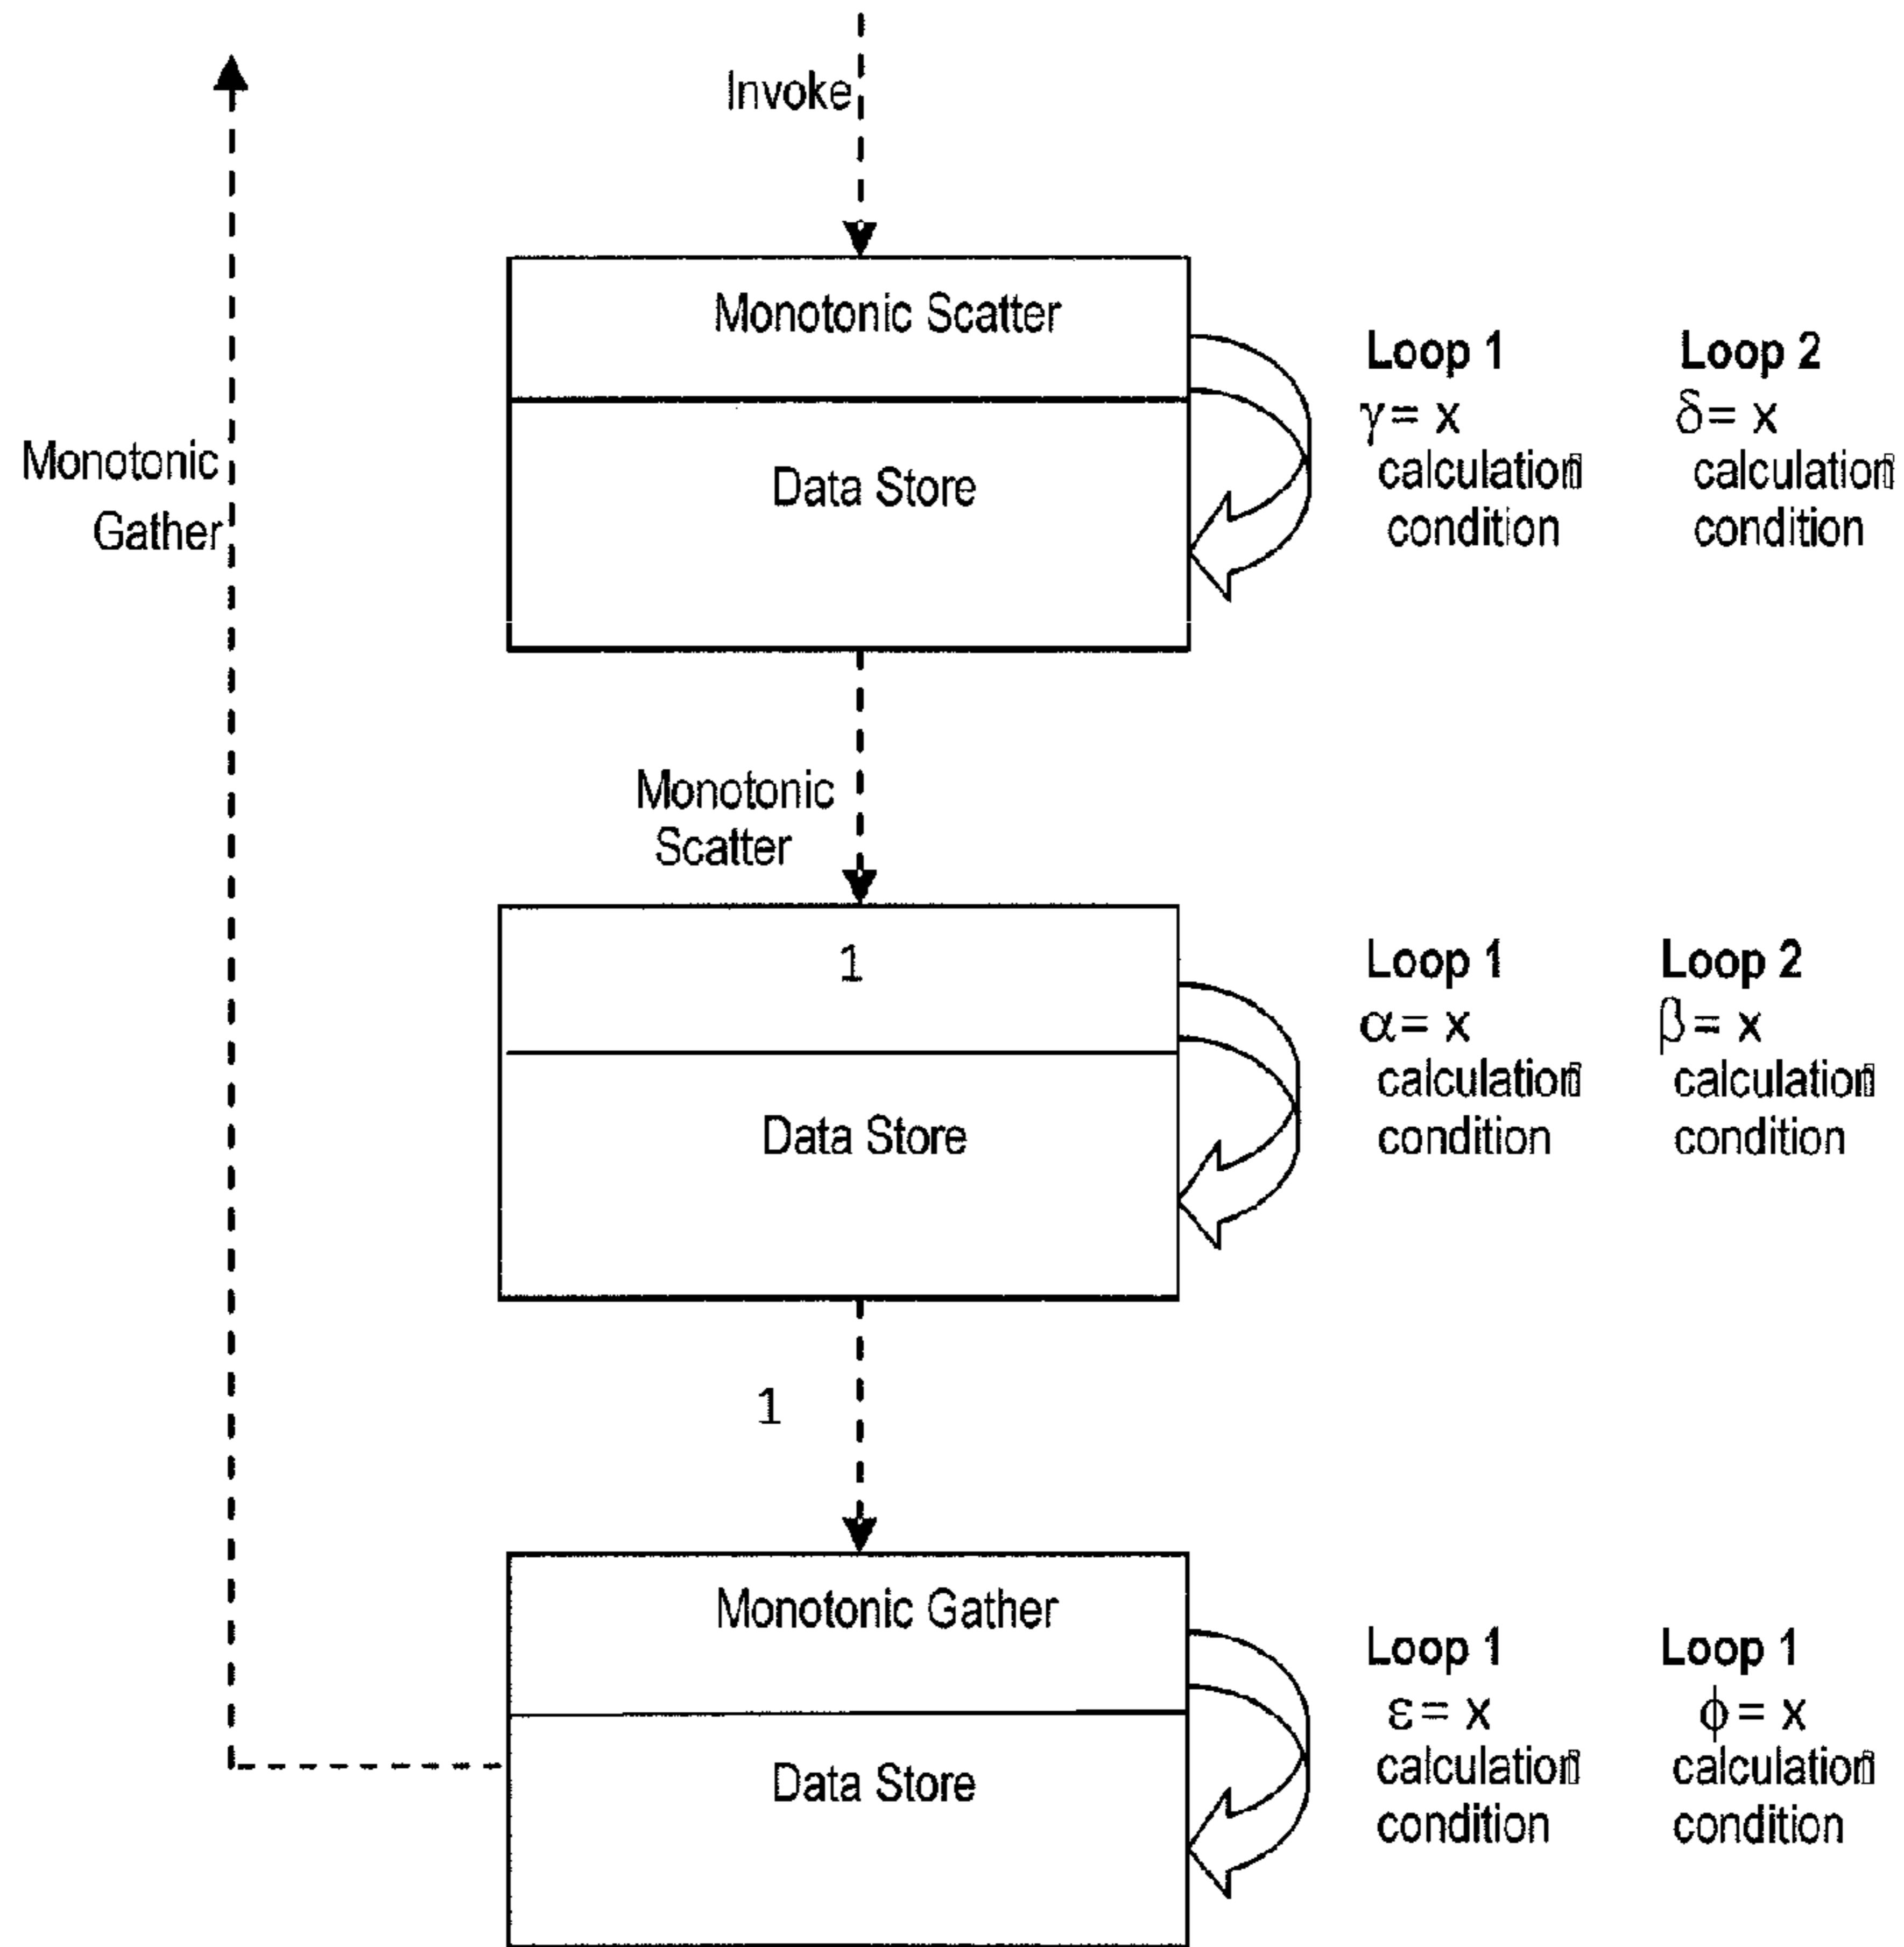 Invoke
Monotonic Scatter
Data Store
Loop 1
γ= x
calculation
condition
Loop 2
δ= x
calculation
condition
Monotonic
Gather
Monotonic
Scatter
1
Data Store
Loop 1
α= x
calculation
condition
Loop 2
β= x
calculation
condition
1
Monotonic Gather
Data Store
Loop 1
ε= x
calculation
condition
Loop 1
ϕ= x
calculation
condition